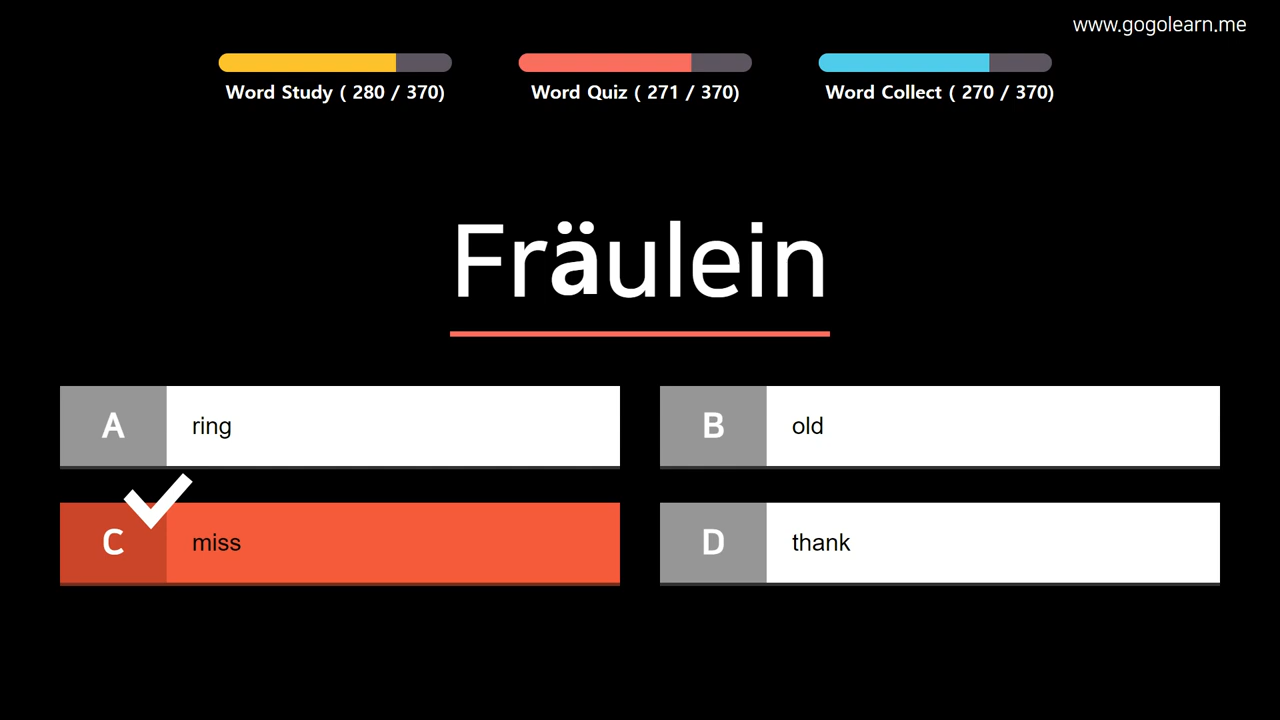 www.gogolearn.me
Word Study ( 280 / 370)
Word Quiz ( 271 / 370)
Word Collect ( 270 / 370)
Fräulein
A ring
B old
C miss
D thank